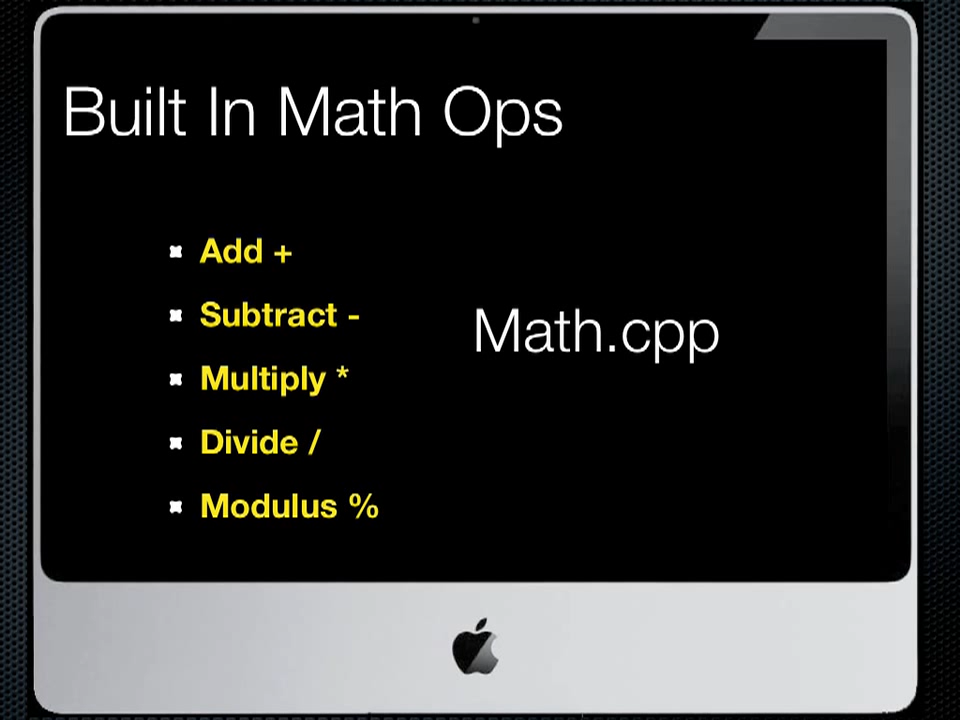 Built In Math Ops
Add +
Subtract -
Multiply *
Divide /
Modulus %
Math.cpp